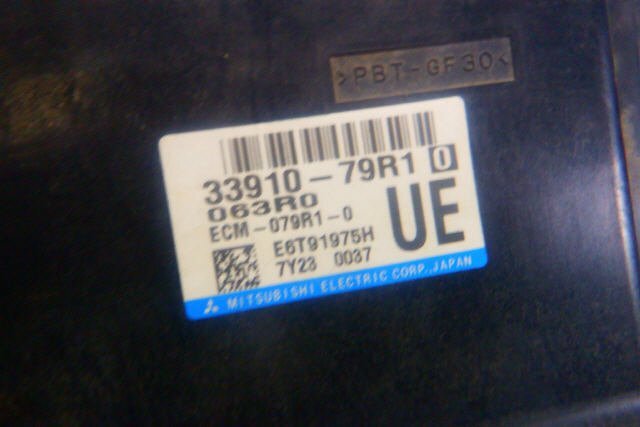 >PBT-GF30<
33910-79R1 0
063R0
ECM-079R1-0
UE
E6T91975H
7Y23 0037
MITSUBISHI ELECTRIC CORP.,JAPAN